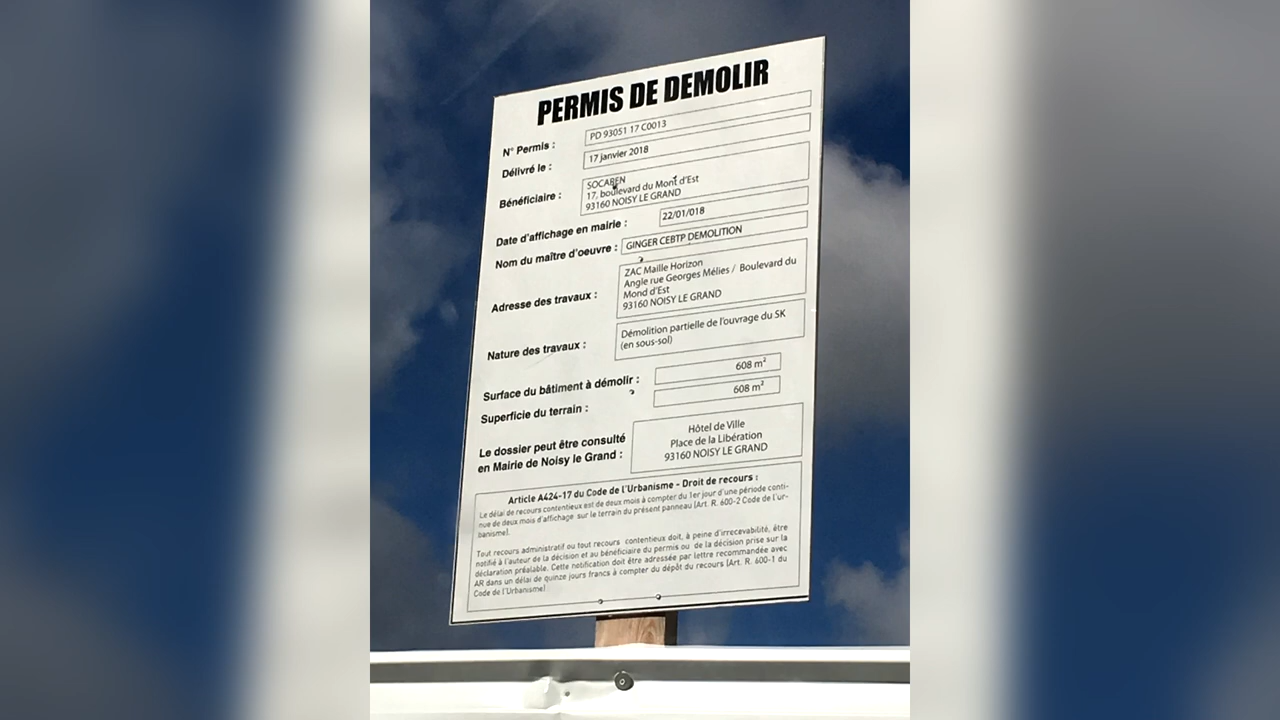 PERMIS DE DEMOLIR
N° Permis : PD 93051 17 C0013
Délivré le : 17 janvier 2018
Bénéficiaire : SOCAREN
17, boulevard du Mont d'Est
93160 NOISY LE GRAND
Date d'affichage en mairie : 22/01/018
Nom du maître d'oeuvre : GINGER CEBTP DEMOLITION
Adresse des travaux : ZAC Maille Horizon
Angle rue Georges Mélies / Boulevard du
Mond d'Est
93160 NOISY LE GRAND
Nature des travaux : Démolition partielle de l'ouvrage du SK
(en sous-sol)
Surface du bâtiment à démolir : 608 m²
Superficie du terrain : 608 m²
Le dossier peut être consulté
en Mairie de Noisy le Grand :
Hôtel de Ville
Place de la Libération
93160 NOISY LE GRAND
Article A424-17 du Code de l'Urbanisme - Droit de recours :
Le délai de recours contentieux est de deux mois à compter du 1er jour d'une période conti-
nue de deux mois d'affichage sur le terrain du présent panneau (Art. R. 600-2 Code de l'ur-
banisme).
Tout recours administratif ou tout recours contentieux doit, à peine d'irrecevabilité, être
notifié à l'auteur de la décision et au bénéficiaire du permis ou de la décision prise sur la
déclaration préalable. Cette notification doit être adressée par lettre recommandée avec
AR dans un délai de quinze jours francs à compter du dépôt du recours (Art. R. 600-1 du
Code de l'Urbanisme)